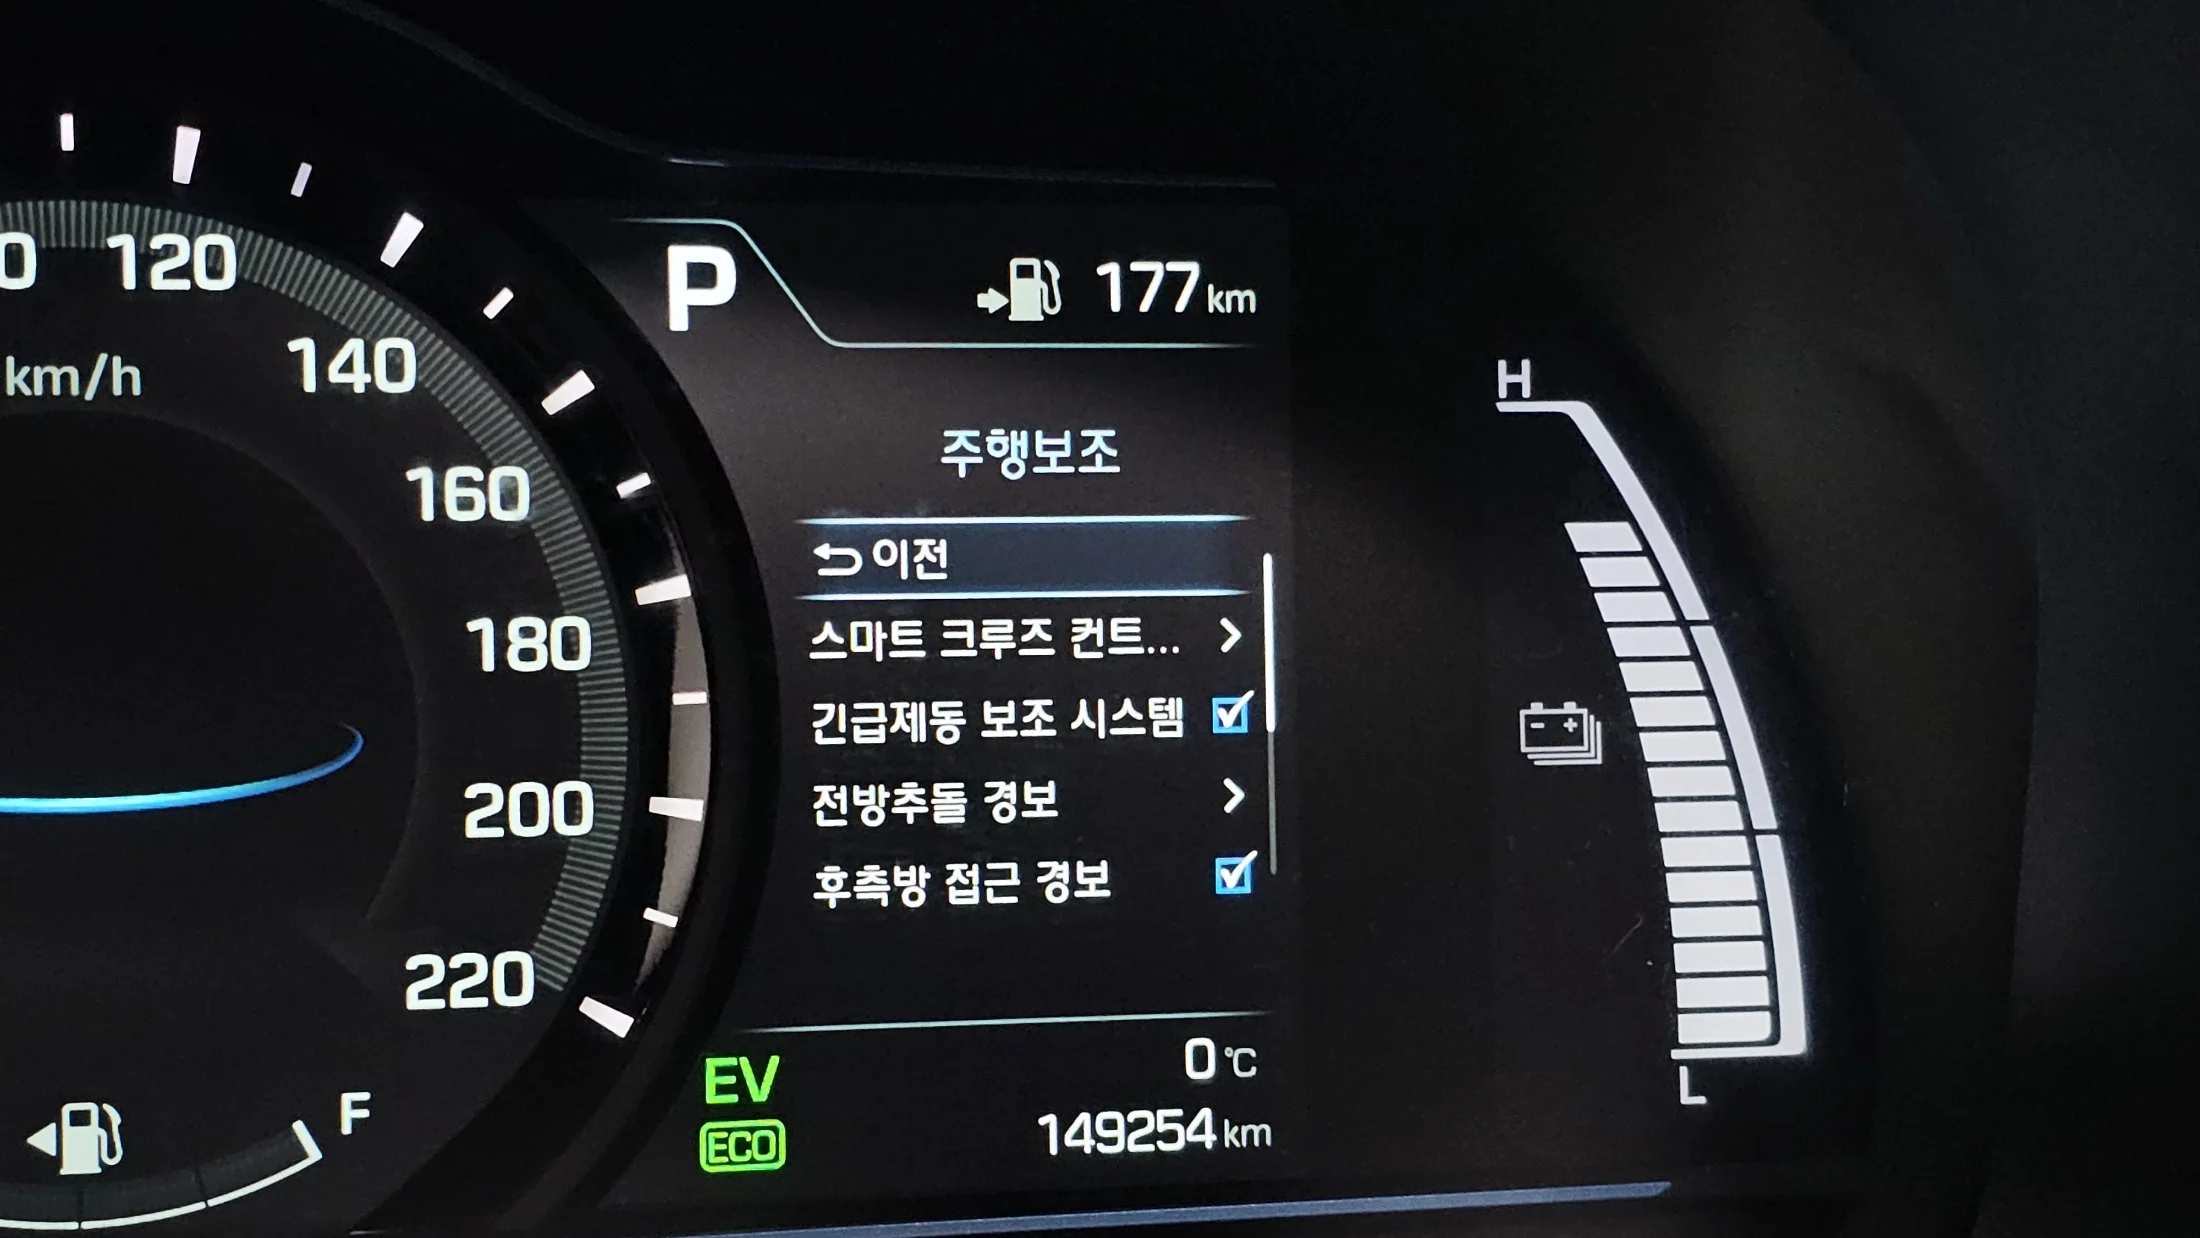 0
120
km/h
140
160
180
200
220
F
P
177 km
주행보조
이전
스마트 크루즈 컨트...
긴급제동 보조 시스템
전방추돌 경보
후측방 접근 경보
EV
ECO
0 ℃
149254 km
H
- +
L